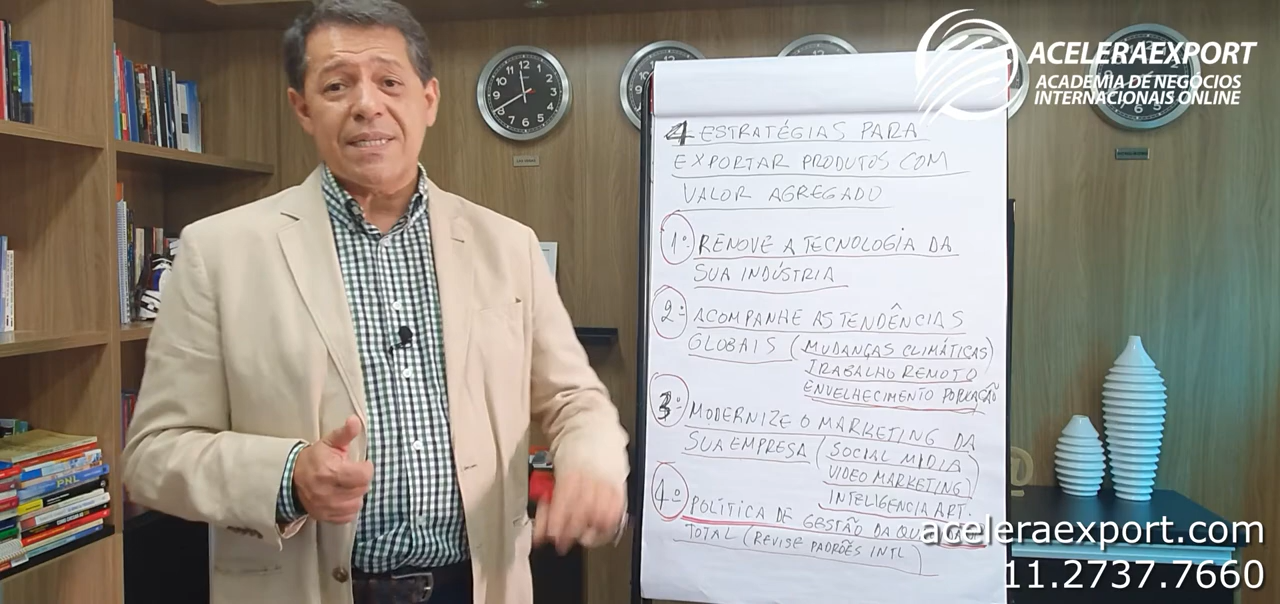 ACELERAEXPORT
ACADEMIA DE NEGÓCIOS
INTERNACIONAIS ONLINE
4 ESTRATÉGIAS PARA
EXPORTAR PRODUTOS COM
VALOR AGREGADO
1º RENOVE A TECNOLOGIA DA
SUA INDÚSTRIA
2º ACOMPANHE AS TENDÊNCIAS
GLOBAIS (MUDANÇAS CLIMÁTICAS)
TRABALHO REMOTO
ENVELHECIMENTO POPULAÇÃO
3º MODERNIZE O MARKETING DA
SUA EMPRESA (SOCIAL MIDIA
VIDEO MARKETING)
INTELIGENCIA ART.
4º POLÍTICA DE GESTÃO DA
TOTAL (REVISE PADRÕES INTL)
aceleraexport.com
11.2737.7660
PNL